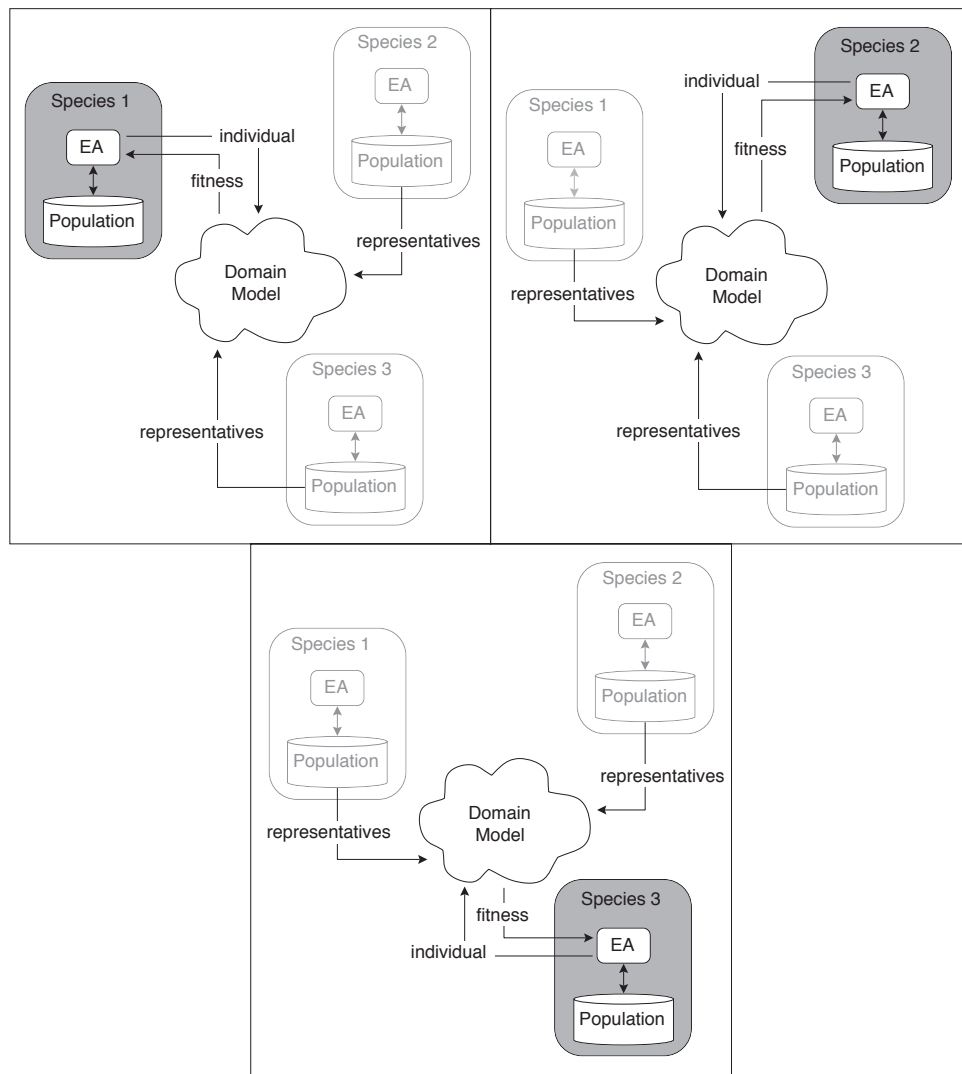 Species 1
EA
Population
individual
fitness
Species 2
EA
Population
representatives
Domain
Model
Species 3
EA
Population
representatives
Species 1
EA
Population
representatives
Species 2
EA
Population
individual
fitness
Domain
Model
Species 3
EA
Population
representatives
Species 1
EA
Population
representatives
Species 2
EA
Population
representatives
Domain
Model
Species 3
EA
Population
fitness
individual